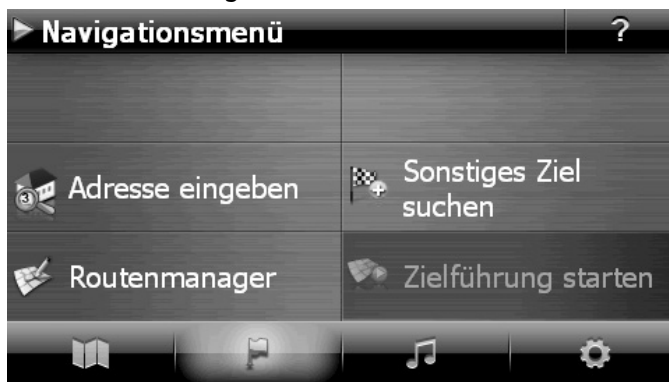 Navigationsmenü ?
Adresse eingeben
Sonstiges Ziel
suchen
Routenmanager
Zielführung starten